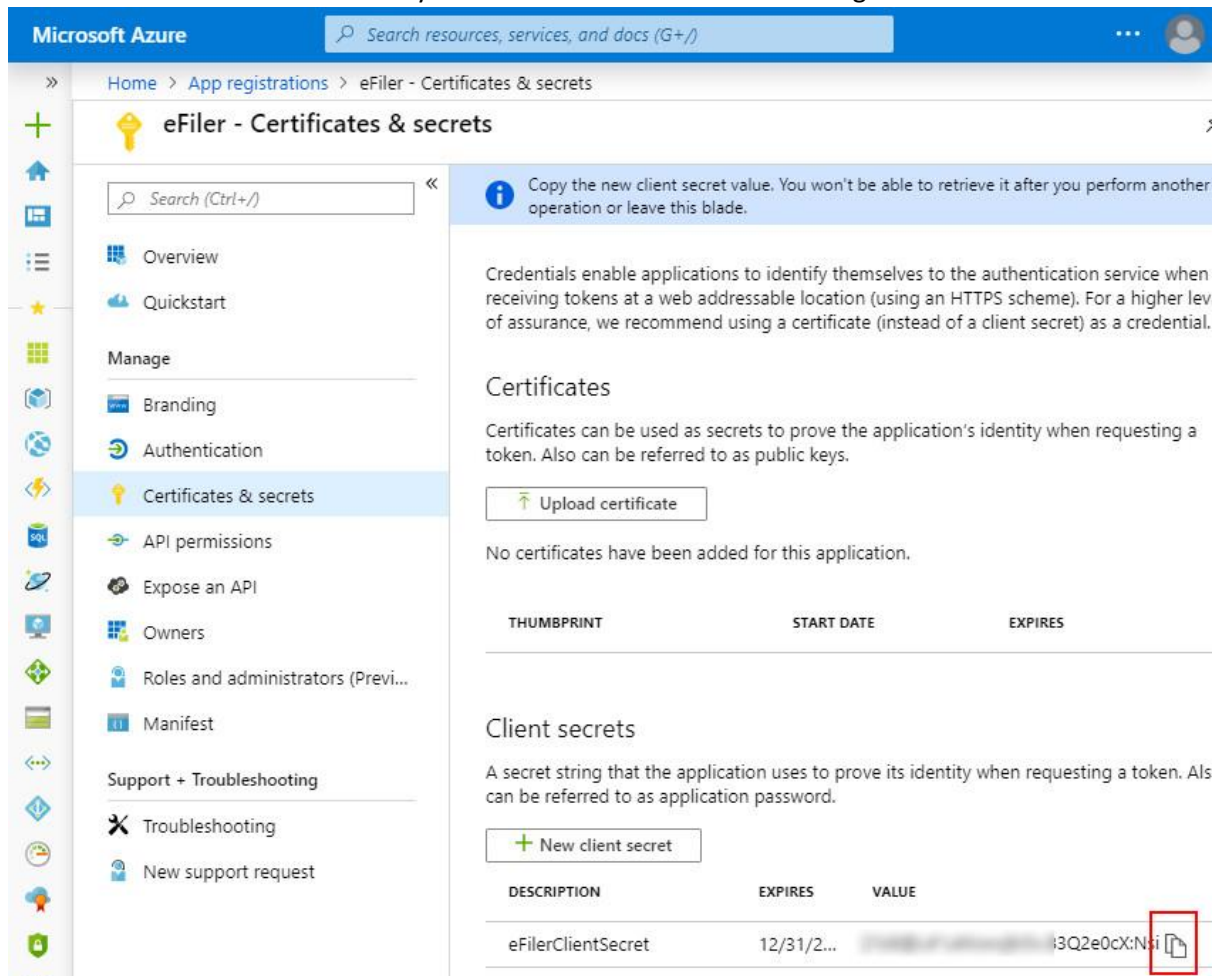 Microsoft Azure
Search resources, services, and docs (G+/)
Home > App registrations > eFiler - Certificates & secrets
eFiler - Certificates & secrets
Search (Ctrl+/)
Overview
Quickstart
Manage
Branding
Authentication
Certificates & secrets
API permissions
Expose an API
Owners
Roles and administrators (Previ...
Manifest
Support + Troubleshooting
Troubleshooting
New support request
Copy the new client secret value. You won't be able to retrieve it after you perform another
operation or leave this blade.
Credentials enable applications to identify themselves to the authentication service when
receiving tokens at a web addressable location (using an HTTPS scheme). For a higher lev
of assurance, we recommend using a certificate (instead of a client secret) as a credential.
Certificates
Certificates can be used as secrets to prove the application's identity when requesting a
token. Also can be referred to as public keys.
Upload certificate
No certificates have been added for this application.
THUMBPRINT START DATE EXPIRES
Client secrets
A secret string that the application uses to prove its identity when requesting a token. Als
can be referred to as application password.
New client secret
DESCRIPTION EXPIRES VALUE
eFilerClientSecret 12/31/2...